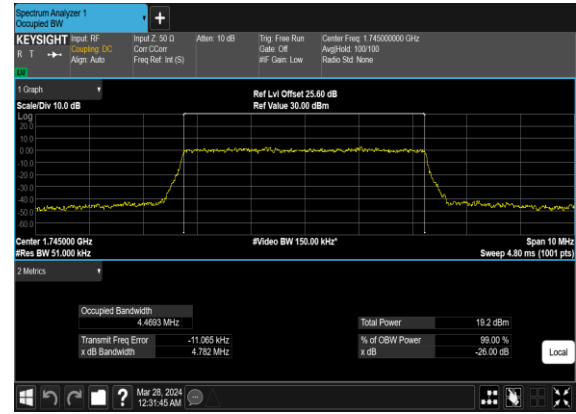 Spectrum Analyzer 1
Occupied BW
+
KEYSIGHT Input: RF Input Z: 50 Ω Atten: 10 dB Trig: Free Run Center Freq: 1.745000000 GHz
R T Coupling: DC Corr CCorr Gate: Off Avg|Hold: 100/100
Align: Auto Freq Ref: Int (S) #IF Gain: Low Radio Std: None
LW
1 Graph
Ref Lvl Offset 25.60 dB
Scale/Div 10.0 dB Ref Value 30.00 dBm
Log
20.0
10.0
0.00
-10.0
-20.0
-30.0
-40.0
-50.0
-60.0
Center 1.745000 GHz #Video BW 150.00 kHz* Span 10 MHz
#Res BW 51.000 kHz Sweep 4.80 ms (1001 pts)
2 Metrics
Occupied Bandwidth
4.4693 MHz Total Power 19.2 dBm
Transmit Freq Error -11.065 kHz % of OBW Power 99.00 %
x dB Bandwidth 4.782 MHz x dB -26.00 dB
Local
? Mar 28, 2024
12:31:45 AM